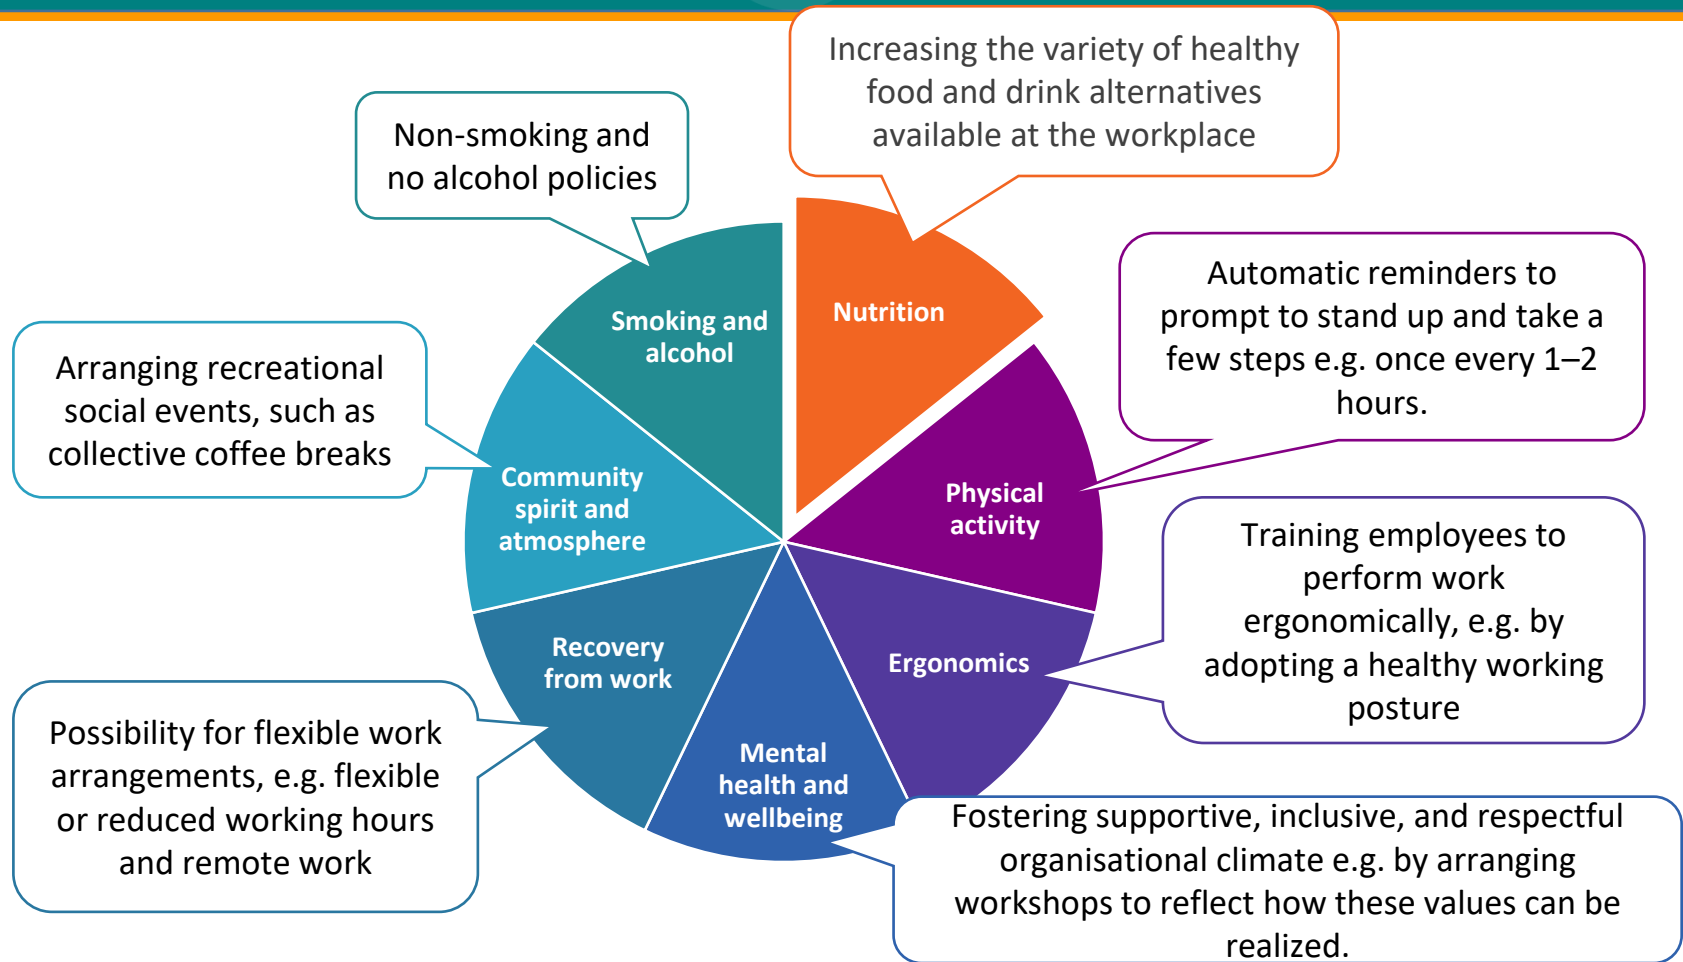 Increasing the variety of healthy
food and drink alternatives
available at the workplace
Non-smoking and
no alcohol policies
Automatic reminders to
prompt to stand up and take a
few steps e.g. once every 1–2
hours.
Arranging recreational
social events, such as
collective coffee breaks
Training employees to
perform work
ergonomically, e.g. by
adopting a healthy working
posture
Possibility for flexible work
arrangements, e.g. flexible
or reduced working hours
and remote work
Fostering supportive, inclusive, and respectful
organisational climate e.g. by arranging
workshops to reflect how these values can be
realized.
Nutrition
Physical
activity
Ergonomics
Mental
health and
wellbeing
Recovery
from work
Community
spirit and
atmosphere
Smoking and
alcohol